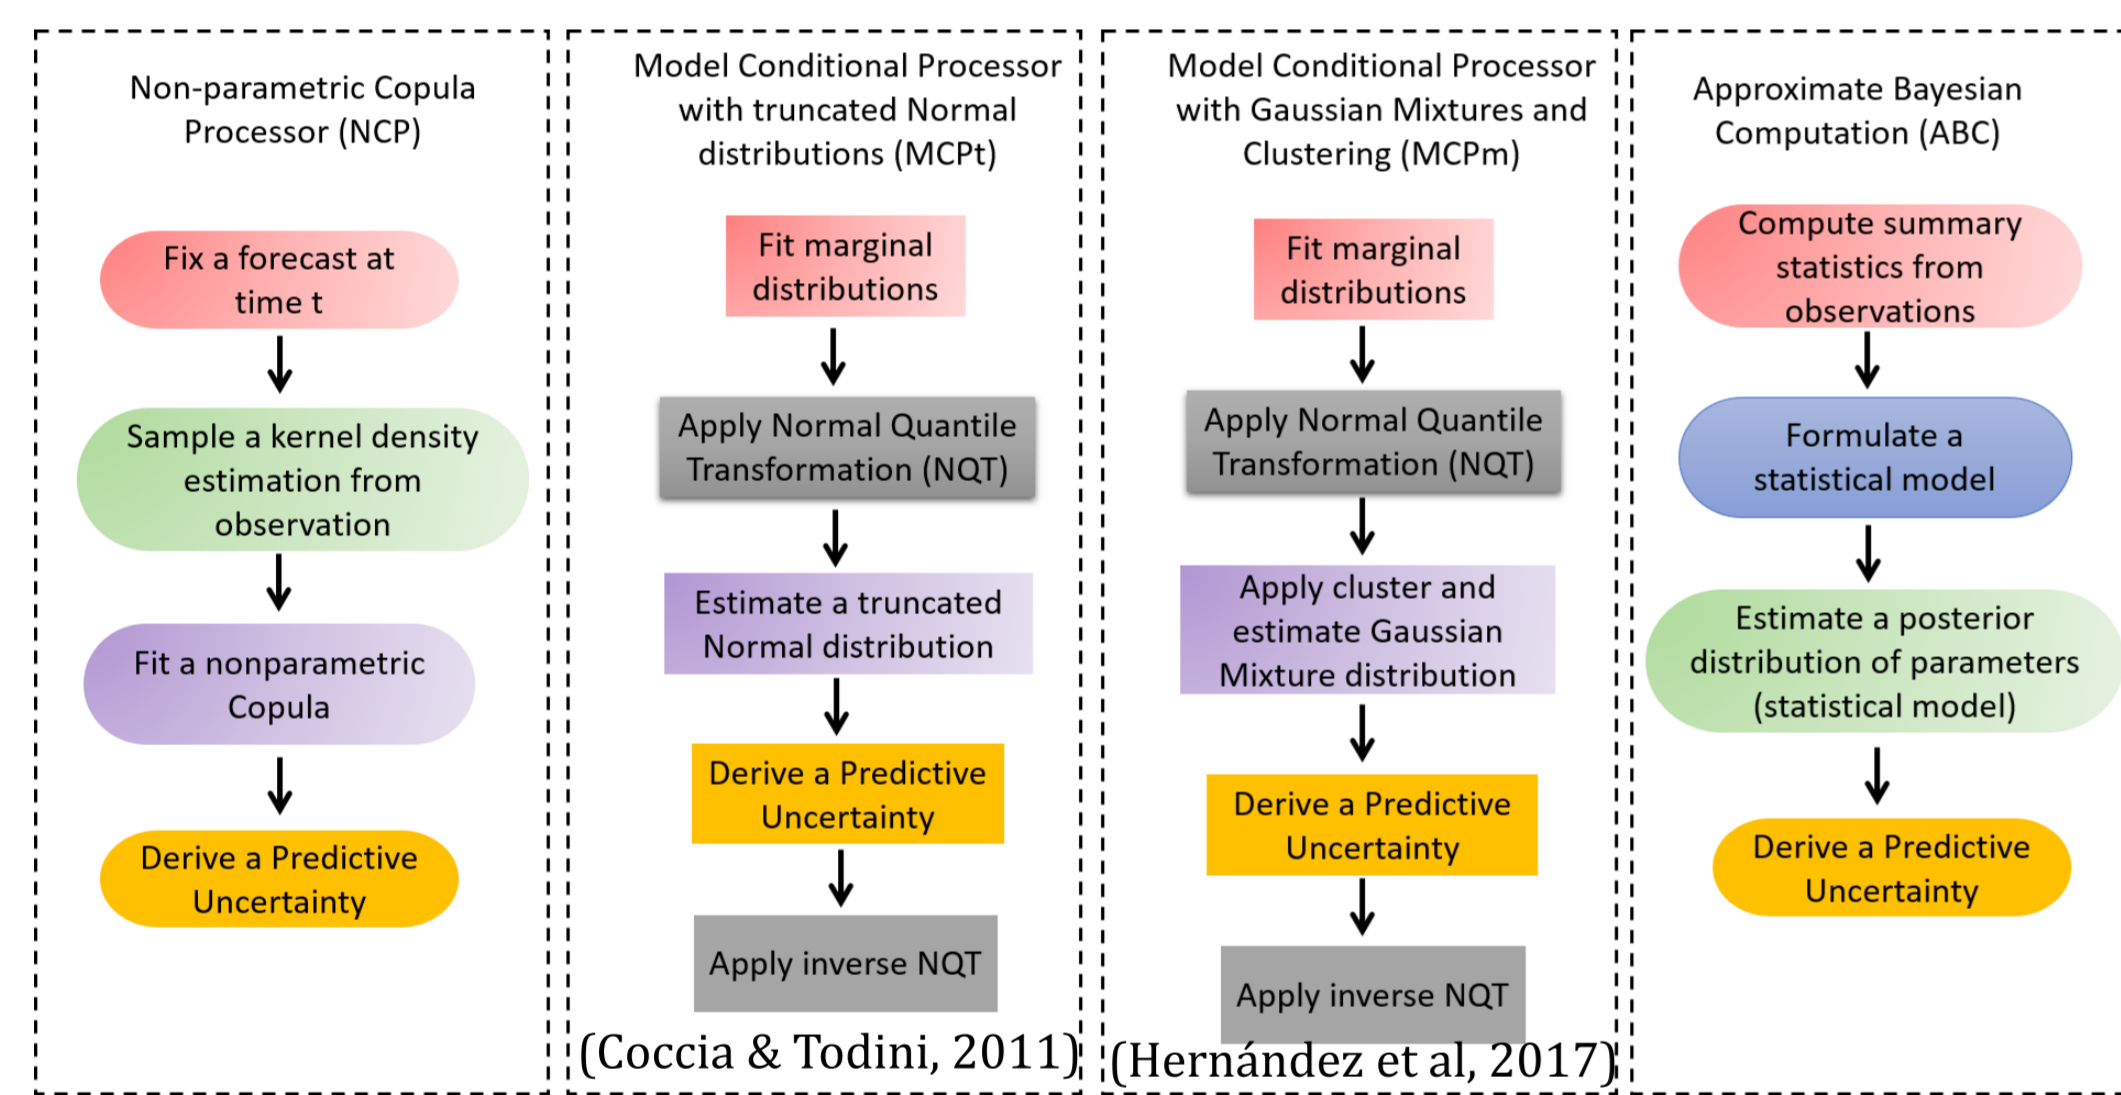 Non-parametric Copula
Processor (NCP)
Fix a forecast at
time t
Sample a kernel density
estimation from
observation
Fit a nonparametric
Copula
Derive a Predictive
Uncertainty
Model Conditional Processor
with truncated Normal
distributions (MCPt)
Fit marginal
distributions
Apply Normal Quantile
Transformation (NQT)
Estimate a truncated
Normal distribution
Derive a Predictive
Uncertainty
Apply inverse NQT
(Coccia & Todini, 2011)
Model Conditional Processor
with Gaussian Mixtures and
Clustering (MCPm)
Fit marginal
distributions
Apply Normal Quantile
Transformation (NQT)
Apply cluster and
estimate Gaussian
Mixture distribution
Derive a Predictive
Uncertainty
Apply inverse NQT
(Hernández et al, 2017)
Approximate Bayesian
Computation (ABC)
Compute summary
statistics from
observations
Formulate a
statistical model
Estimate a posterior
distribution of parameters
(statistical model)
Derive a Predictive
Uncertainty